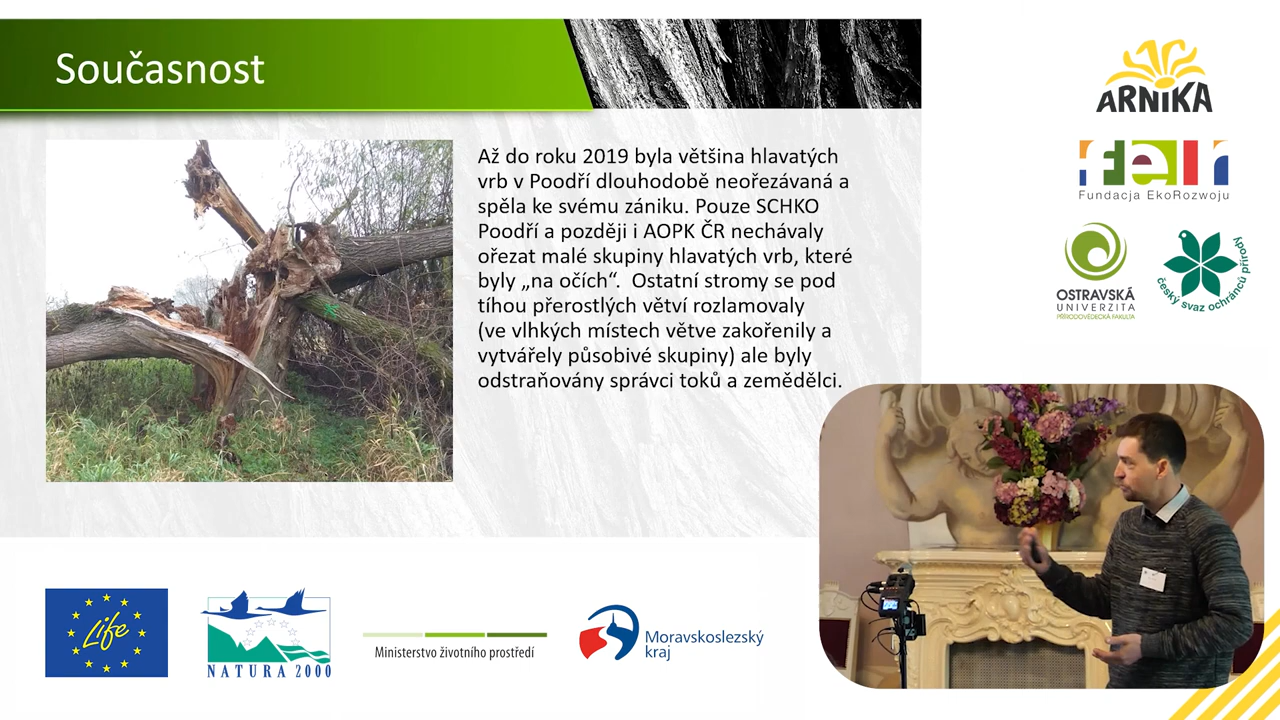 Současnost
Až do roku 2019 byla většina hlavatých
vrb v Poodří dlouhodobě neořezávaná a
spěla ke svému zániku. Pouze SCHKO
Poodří a později i AOPK ČR nechávaly
ořezat malé skupiny hlavatých vrb, které
byly „na očích“.  Ostatní stromy se pod
tíhou přerostlých větví rozlamovaly
(ve vlhkých místech větve zakořenily a
vytvářely působivé skupiny) ale byly
odstraňovány správci toků a zemědělci.
ARNIKA
feR
Fundacja EkoRozwoju
OSTRAVSKÁ
UNIVERZITA
PŘÍRODOVĚDECKÁ FAKULTA
český svaz ochránců přírody
Life
NATURA 2000
Ministerstvo životního prostředí
Moravskoslezský
kraj